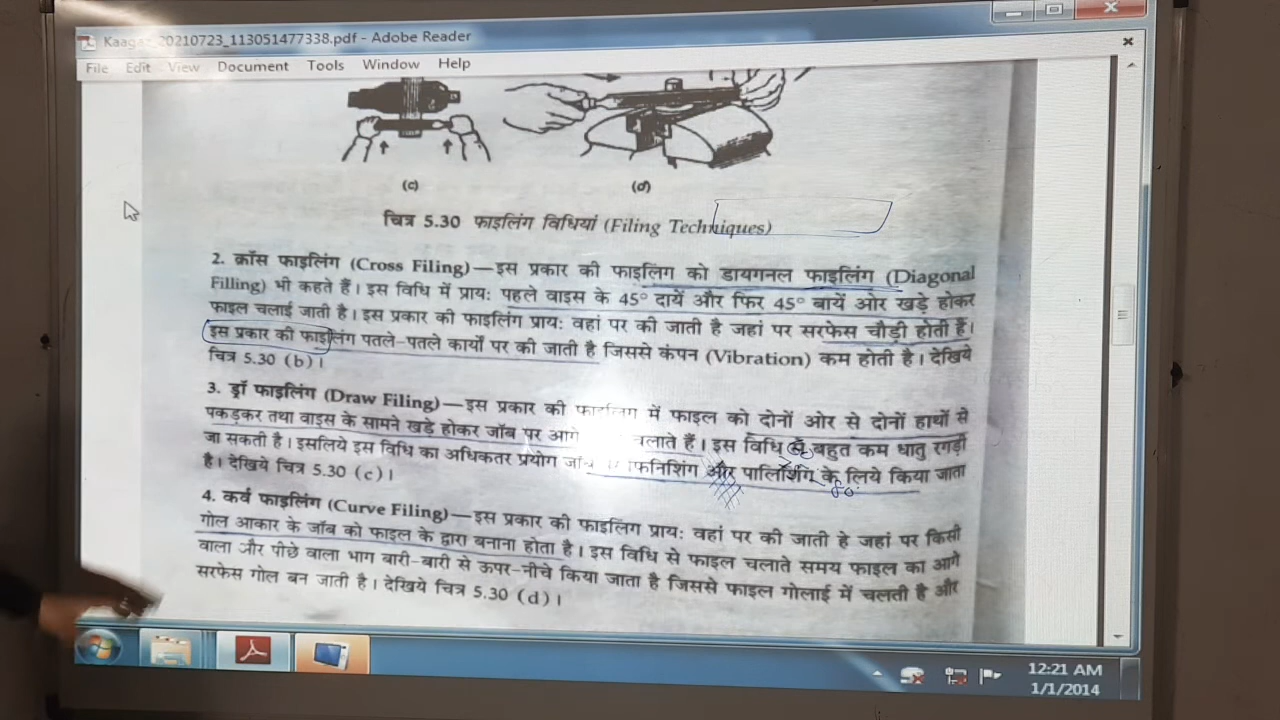 Kaagaz_20210723_113051477338.pdf - Adobe Reader
File Edit View Document Tools Window Help
(c) (d)
चित्र 5.30 फाइलिंग विधियां (Filing Techniques)
2. क्रॉस फाइलिंग (Cross Filing)—इस प्रकार की फाइलिंग को डायगनल फाइलिंग (Diagonal
Filling) भी कहते हैं। इस विधि में प्रायः पहले वाइस के 45° दायें और फिर 45° बायें ओर खड़े होकर
फाइल चलाई जाती है। इस प्रकार की फाइलिंग प्रायः वहां पर की जाती है जहां पर सरफेस चौड़ी होती है।
इस प्रकार की फाइलिंग पतले-पतले कार्यों पर की जाती है जिससे कंपन (Vibration) कम होती है। देखिये
चित्र 5.30 (b)।
3. ड्रॉ फाइलिंग (Draw Filing)—इस प्रकार की फाइलिंग में फाइल को दोनों ओर से दोनों हाथों से
पकड़कर तथा वाइस के सामने खड़े होकर जॉब पर आगे चलाते हैं। इस विधि बहुत कम धातु रगड़ी
जा सकती है। इसलिये इस विधि का अधिकतर प्रयोग जॉब फिनिशिंग और पालिशिंग के लिये किया जाता
है। देखिये चित्र 5.30 (c)।
4. कर्व फाइलिंग (Curve Filing)—इस प्रकार की फाइलिंग प्रायः वहां पर की जाती हे जहां पर किसी
गोल आकार के जॉब को फाइल के द्वारा बनाना होता है। इस विधि से फाइल चलाते समय फाइल का आगे
वाला और पीछे वाला भाग बारी-बारी से ऊपर-नीचे किया जाता है जिससे फाइल गोलाई में चलती है और
सरफेस गोल बन जाती है। देखिये चित्र 5.30 (d)।
12:21 AM
1/1/2014